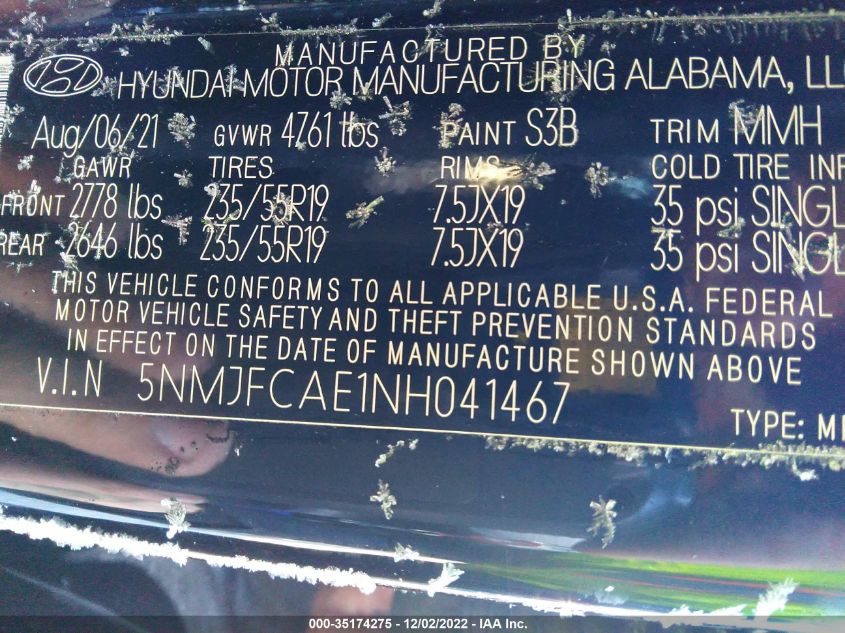 MANUFACTURED BY
HYUNDAI MOTOR MANUFACTURING ALABAMA, LLC
Aug/06/21 GVWR 4761 lbs PAINT S3B TRIM MMH
GAWR TIRES RIMS COLD TIRE INF
FRONT 2778 lbs 235/55R19 7.5JX19 35 psi SINGL
REAR 2646 lbs 235/55R19 7.5JX19 35 psi SINGL
THIS VEHICLE CONFORMS TO ALL APPLICABLE U.S.A. FEDERAL
MOTOR VEHICLE SAFETY AND THEFT PREVENTION STANDARDS
IN EFFECT ON THE DATE OF MANUFACTURE SHOWN ABOVE
V.I.N 5NMJFCAE1NH041467
TYPE: M
000-35174275 - 12/02/2022 - IAA Inc.